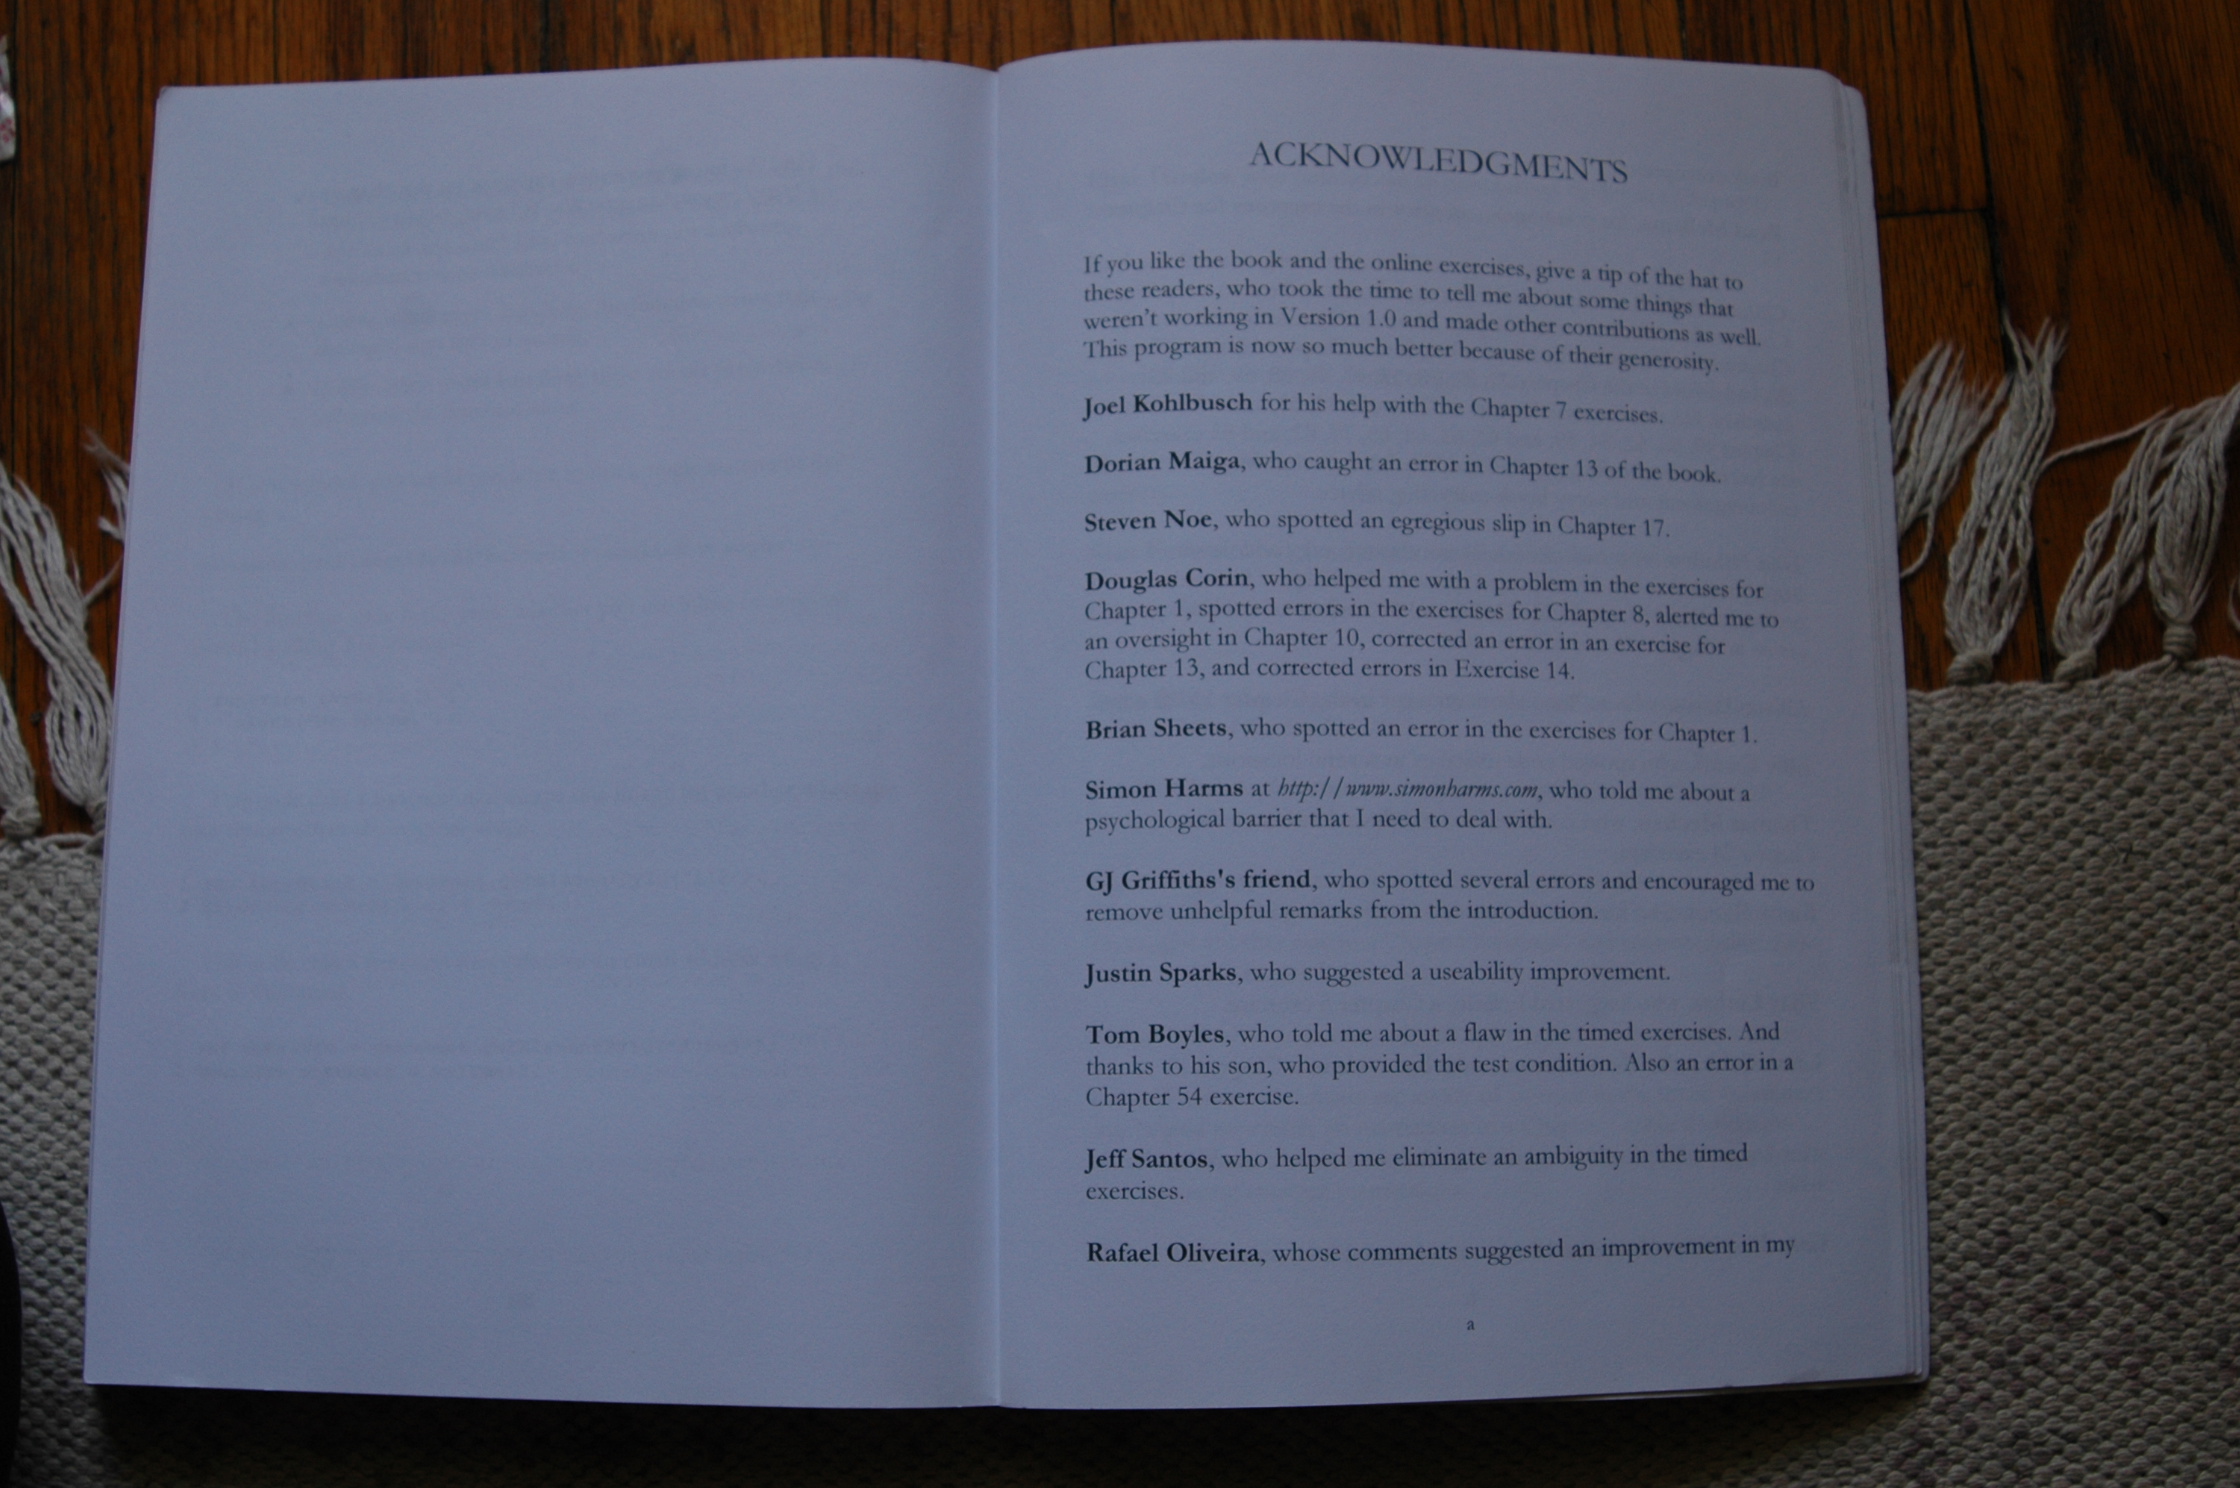 ACKNOWLEDGMENTS
If you like the book and the online exercises, give a tip of the hat to
these readers, who took the time to tell me about some things that
weren't working in Version 1.0 and made other contributions as well.
This program is now so much better because of their generosity.
Joel Kohlbusch for his help with the Chapter 7 exercises.
Dorian Maiga, who caught an error in Chapter 13 of the book.
Steven Noe, who spotted an egregious slip in Chapter 17.
Douglas Corin, who helped me with a problem in the exercises for
Chapter 1, spotted errors in the exercises for Chapter 8, alerted me to
an oversight in Chapter 10, corrected an error in an exercise for
Chapter 13, and corrected errors in Exercise 14.
Brian Sheets, who spotted an error in the exercises for Chapter 1.
Simon Harms at http://www.simonharms.com, who told me about a
psychological barrier that I need to deal with.
GJ Griffiths's friend, who spotted several errors and encouraged me to
remove unhelpful remarks from the introduction.
Justin Sparks, who suggested a useability improvement.
Tom Boyles, who told me about a flaw in the timed exercises. And
thanks to his son, who provided the test condition. Also an error in a
Chapter 54 exercise.
Jeff Santos, who helped me eliminate an ambiguity in the timed
exercises.
Rafael Oliveira, whose comments suggested an improvement in my
a